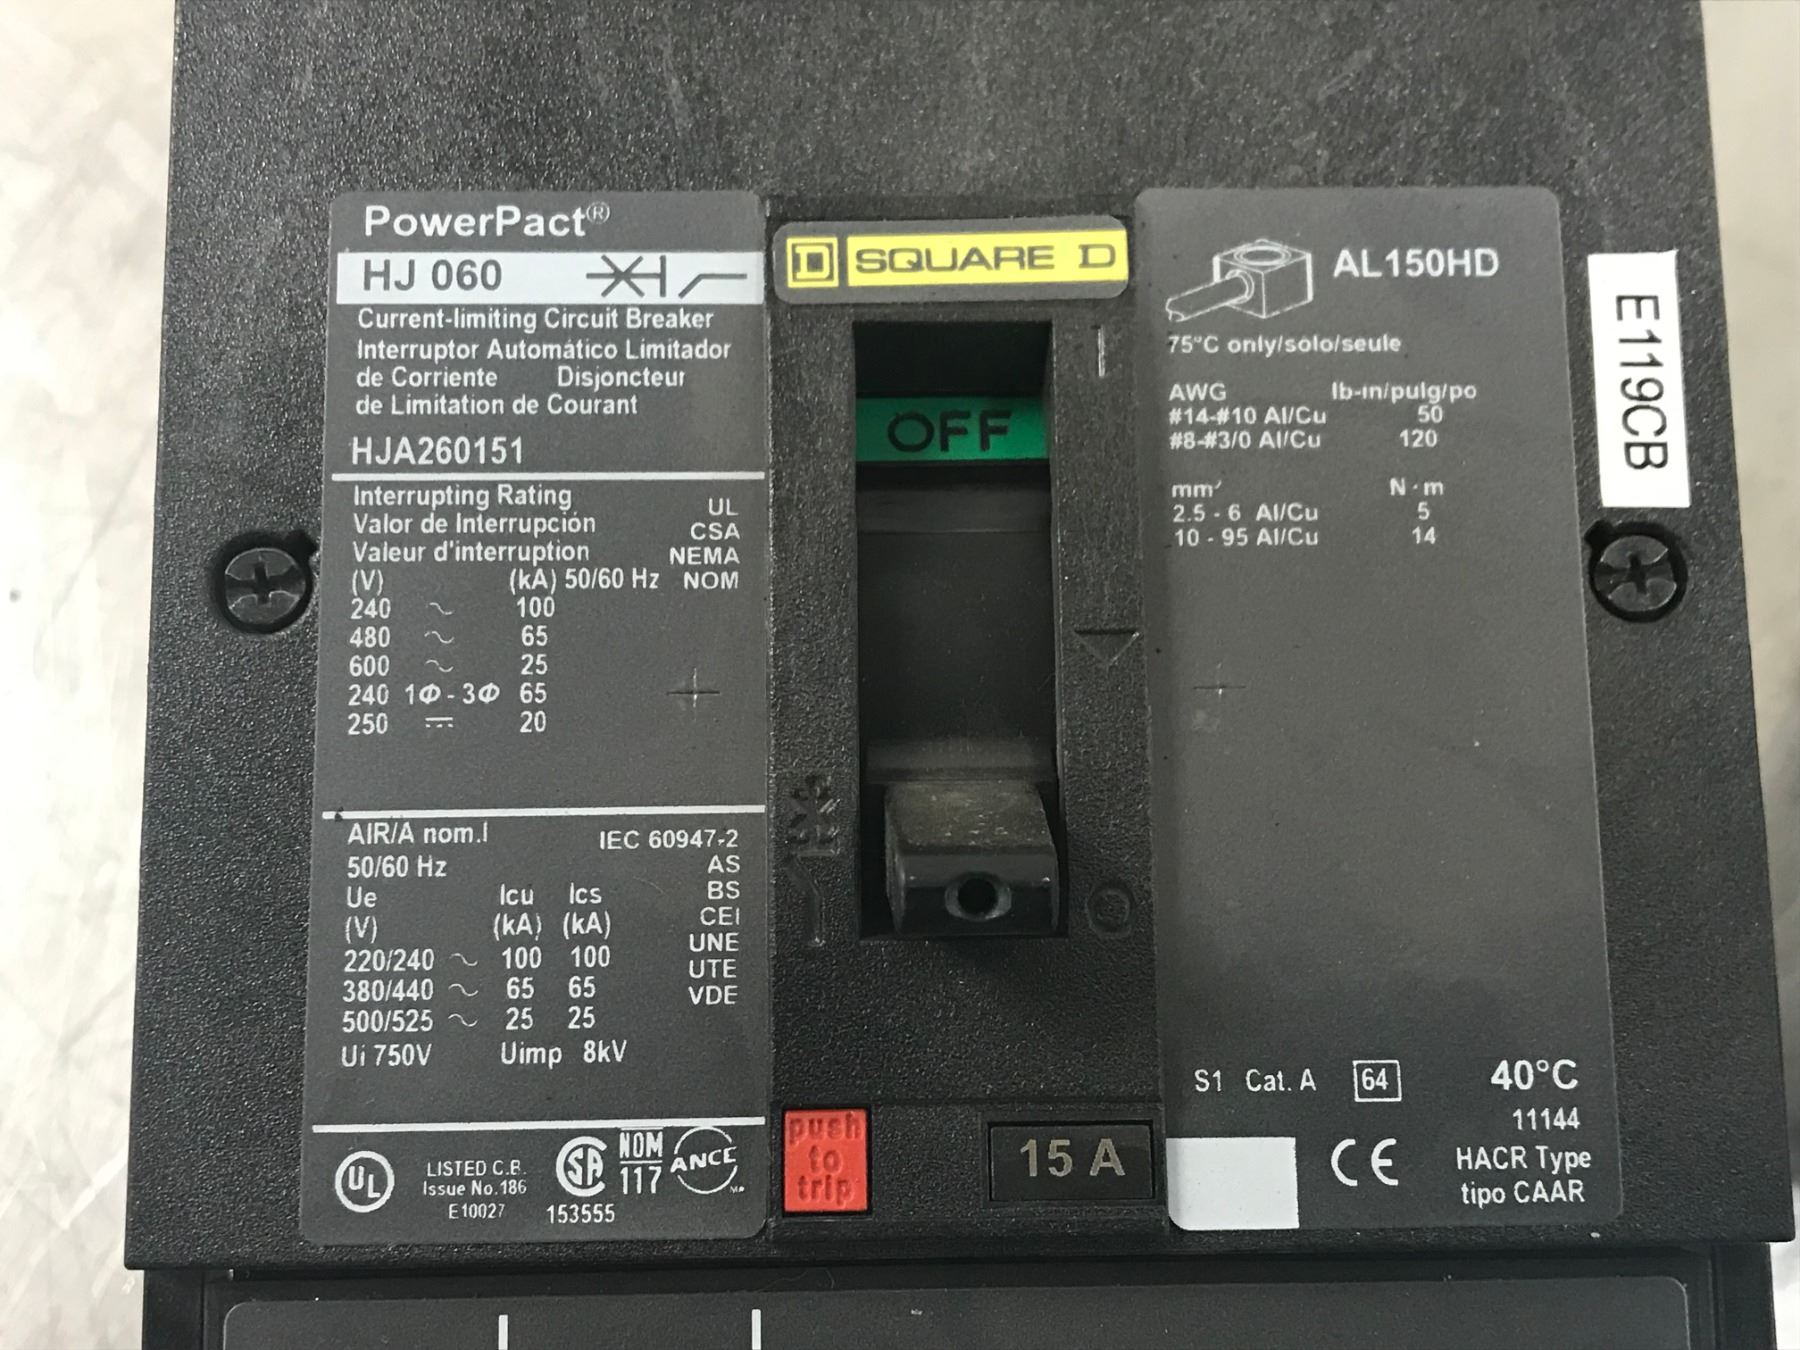 PowerPact®
HJ 060
Current-limiting Circuit Breaker
Interruptor Automático Limitador
de Corriente Disjoncteur
de Limitation de Courant
HJA260151
Interrupting Rating UL
Valor de Interrupción CSA
Valeur d'interruption NEMA
(V) (kA) 50/60 Hz NOM
240 ~ 100
480 ~ 65
600 ~ 25
240 1Φ - 3Φ 65
250 ⎓ 20
AIR/A nom.I IEC 60947-2
50/60 Hz AS
Ue Icu Ics BS
(V) (kA) (kA) CEI
UNE
220/240 ~ 100 100 UTE
380/440 ~ 65 65 VDE
500/525 ~ 25 25
Ui 750V Uimp 8kV
UL
LISTED C.B.
Issue No.186
E10027
SA
153555
NOM
117
ANCE
D SQUARE D
I
OFF
O
push
to
trip
15 A
AL150HD
75°C only/solo/seule
AWG lb-in/pulg/po
#14-#10 Al/Cu 50
#8-#3/0 Al/Cu 120
mm² N·m
2.5 - 6 Al/Cu 5
10 - 95 Al/Cu 14
S1 Cat. A 64 40°C
11144
CE HACR Type
tipo CAAR
E119CB